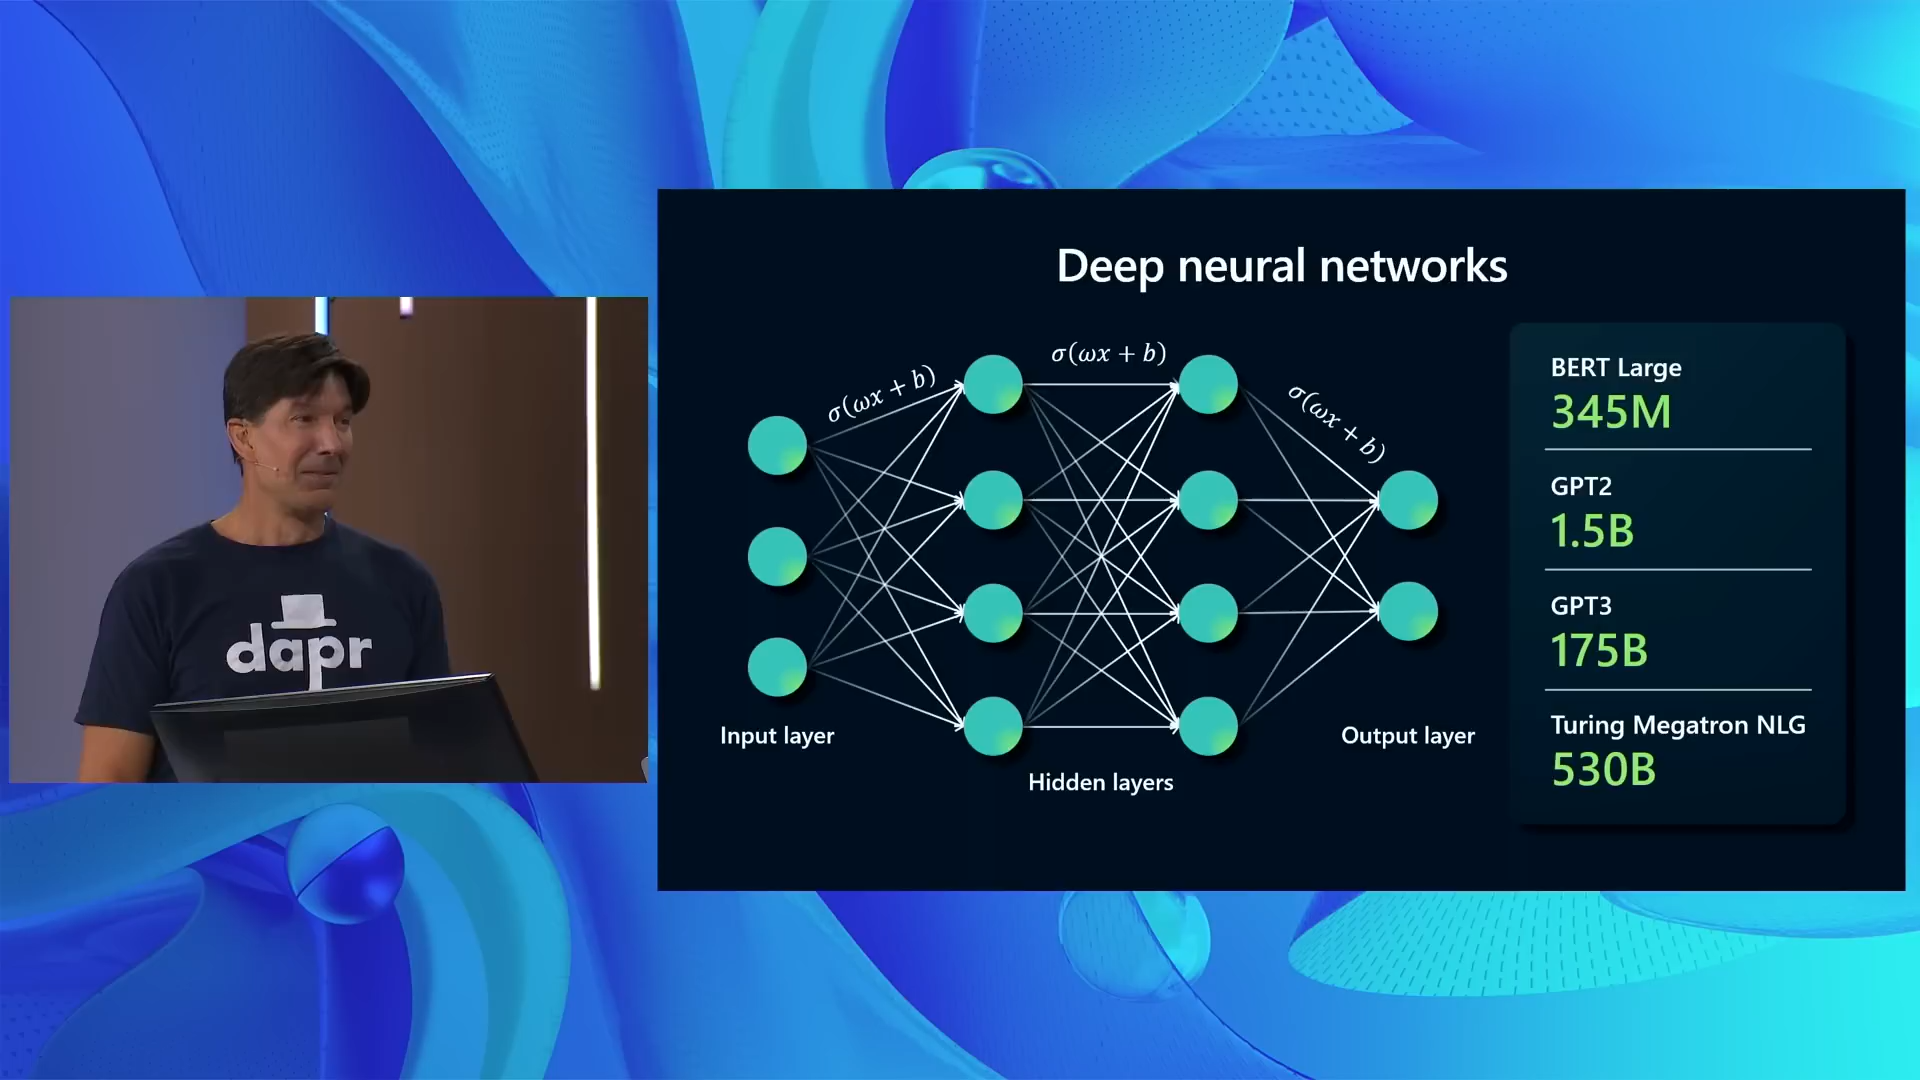 dapr
Deep neural networks
σ(ωx + b)
σ(ωx + b)
σ(ωx + b)
Input layer
Hidden layers
Output layer
BERT Large
345M
GPT2
1.5B
GPT3
175B
Turing Megatron NLG
530B